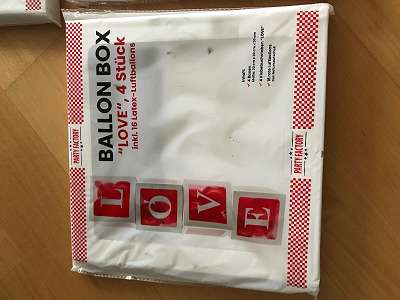 BALLON BOX
"LOVE", 4 Stück
inkl. 16 Latex-Luftballons
Inhalt:
PARTY FACTORY
PARTY FACTORY
L
O
V
E